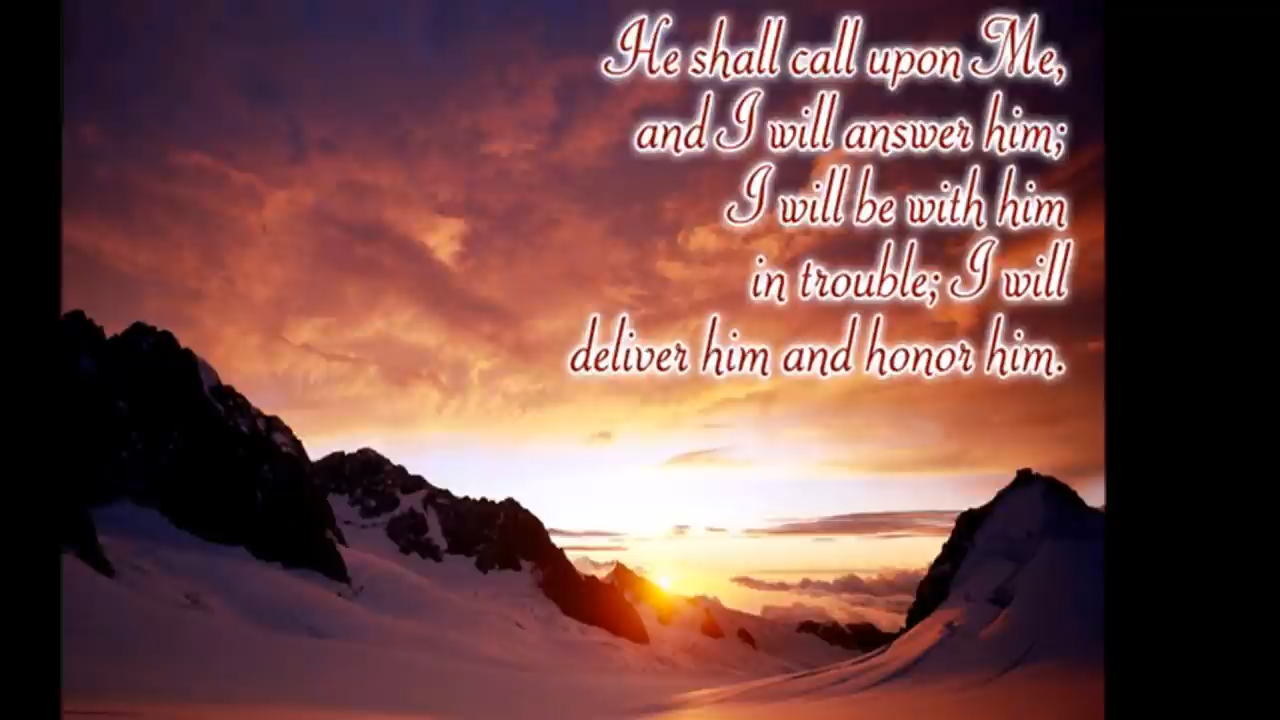 He shall call upon Me,
and I will answer him;
I will be with him
in trouble; I will
deliver him and honor him.